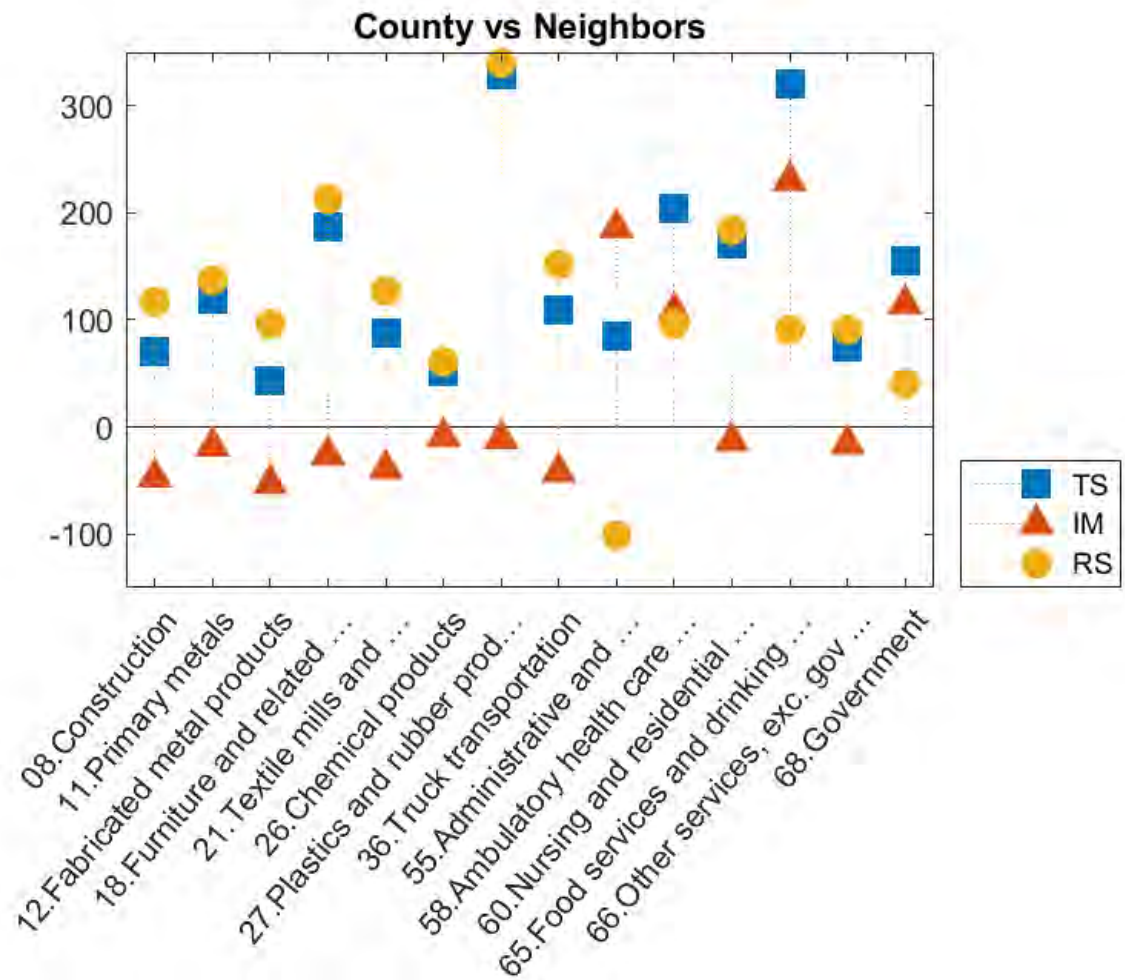 County vs Neighbors
300
200
100
0
-100
TS
IM
RS
08.Construction
11.Primary metals
12.Fabricated metal products
18.Furniture and related ...
21.Textile mills and ...
26.Chemical products
27.Plastics and rubber prod...
36.Truck transportation
55.Administrative and ...
58.Ambulatory health care ...
60.Nursing and residential ...
65.Food services and drinking ...
66.Other services, exc. gov ...
68.Government